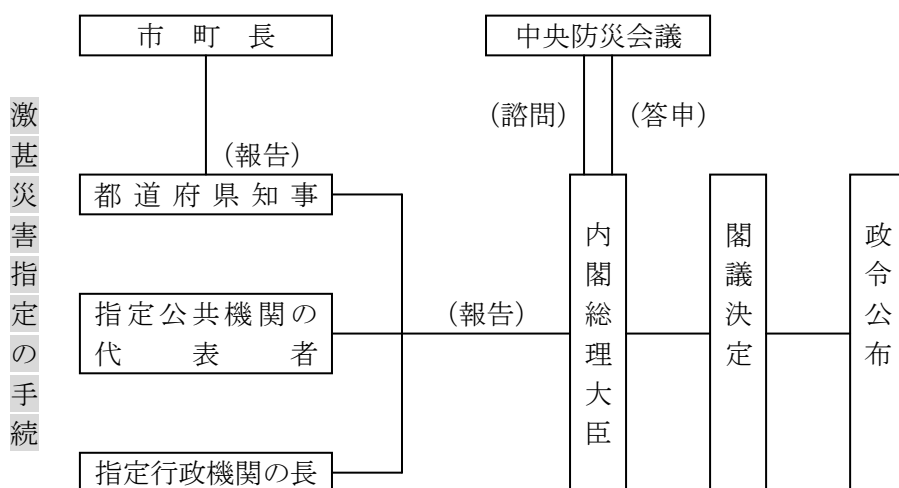 激甚災害指定の手続
市町長
中央防災会議
(諮問)
(答申)
(報告)
都道府県知事
指定公共機関の
代表者
(報告)
指定行政機関の長
内閣総理大臣
閣議決定
政令公布